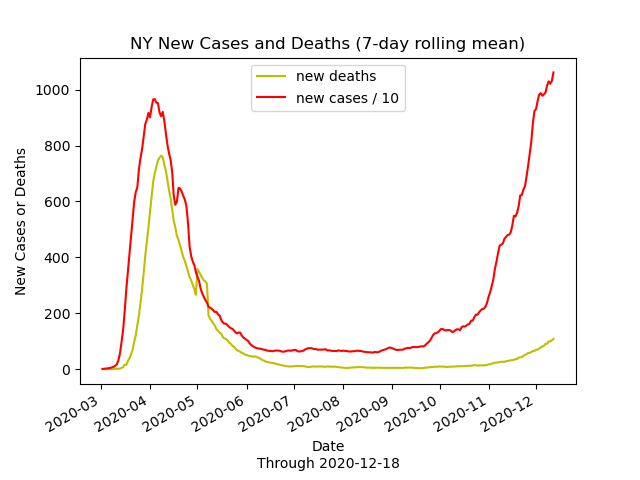 NY New Cases and Deaths (7-day rolling mean)
new deaths
new cases / 10
1000
800
600
400
200
0
New Cases or Deaths
2020-03
2020-04
2020-05
2020-06
2020-07
2020-08
2020-09
2020-10
2020-11
2020-12
Date
Through 2020-12-18